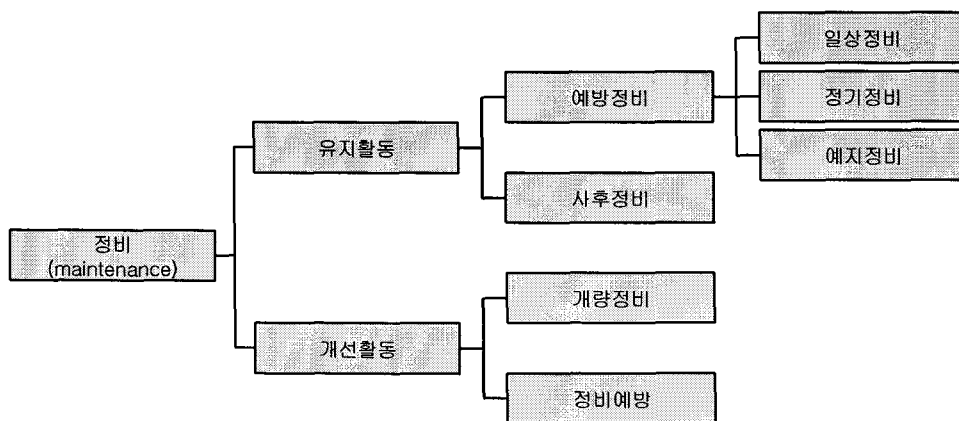 일상정비
예방정비
정기정비
유지활동
예지정비
사후정비
정비
(maintenance)
개량정비
개선활동
정비예방